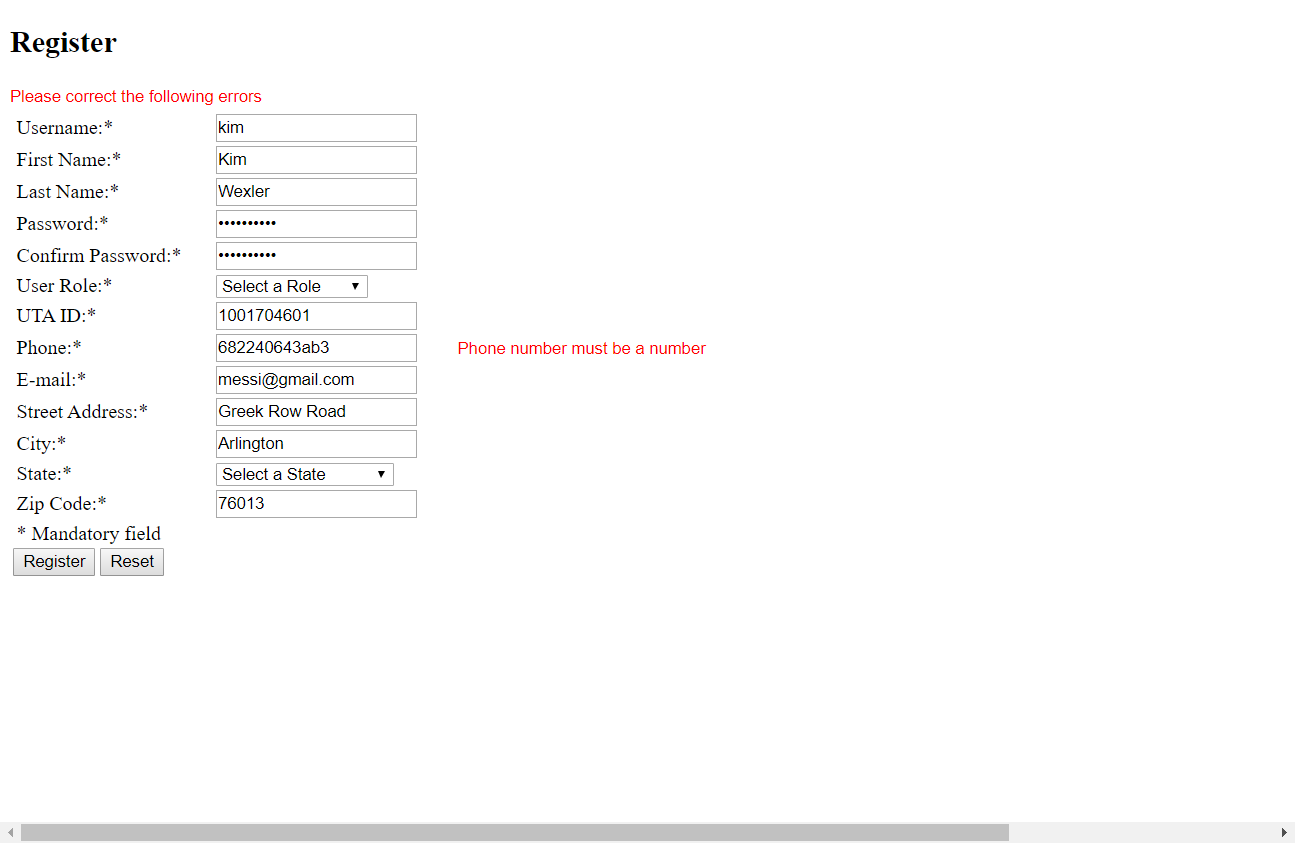 Register
Please correct the following errors
Username:* kim
First Name:* Kim
Last Name:* Wexler
Password:* ••••••••••
Confirm Password:* ••••••••••
User Role:* Select a Role
UTA ID:* 1001704601
Phone:* 682240643ab3 Phone number must be a number
E-mail:* messi@gmail.com
Street Address:* Greek Row Road
City:* Arlington
State:* Select a State
Zip Code:* 76013
* Mandatory field
Register Reset